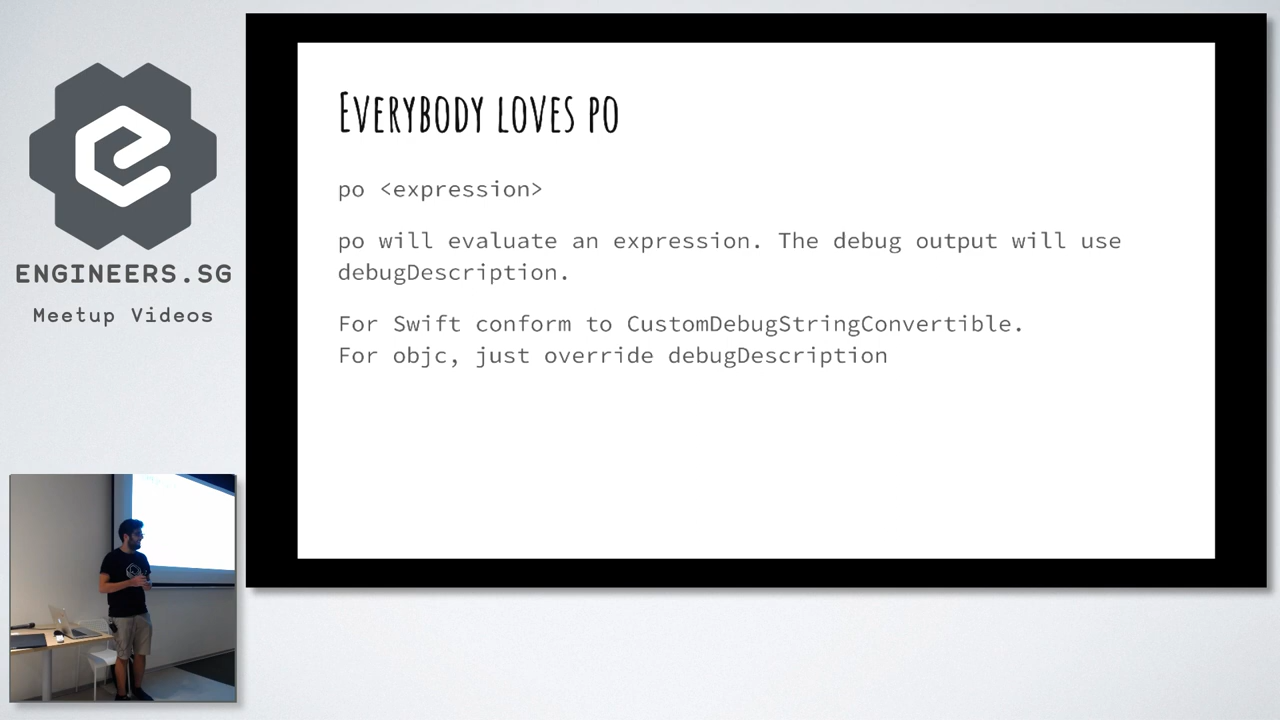 ENGINEERS.SG
Meetup Videos
EVERYBODY LOVES PO
po <expression>
po will evaluate an expression. The debug output will use
debugDescription.
For Swift conform to CustomDebugStringConvertible.
For objc, just override debugDescription